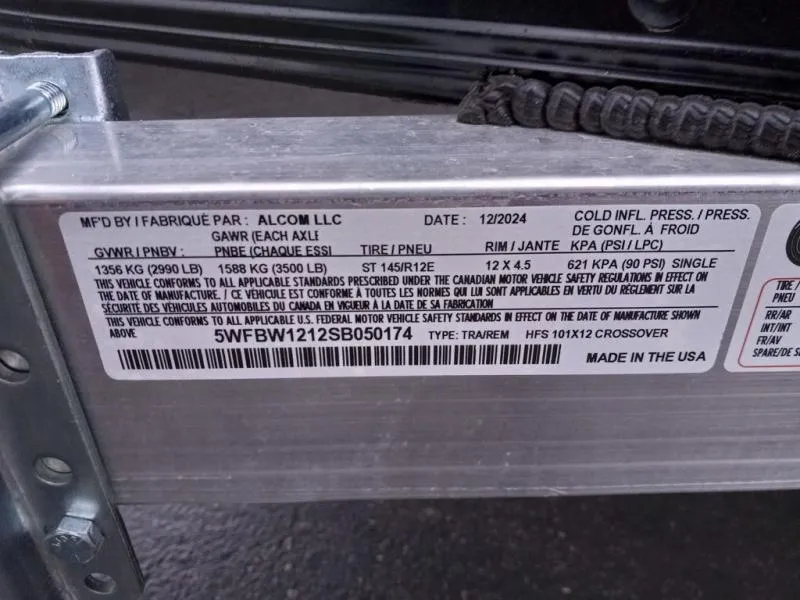 MF'D BY / FABRIQUÉ PAR : ALCOM LLC DATE : 12/2024 COLD INFL. PRESS. / PRESS.
DE GONFL. À FROID
GVWR / PNBV : GAWR (EACH AXLE
PNBE (CHAQUE ESSI TIRE / PNEU RIM / JANTE KPA (PSI / LPC)
1356 KG (2990 LB) 1588 KG (3500 LB) ST 145/R12E 12 X 4.5 621 KPA (90 PSI) SINGLE
THIS VEHICLE CONFORMS TO ALL APPLICABLE STANDARDS PRESCRIBED UNDER THE CANADIAN MOTOR VEHICLE SAFETY REGULATIONS IN EFFECT ON
THE DATE OF MANUFACTURE. / CE VÉHICULE EST CONFORME À TOUTES LES NORMES QUI LUI SONT APPLICABLES EN VERTU DU RÉGLEMENT SUR LA
SÉCURITÉ DES VÉHICULES AUTOMOBILES DU CANADA EN VIGUEUR À LA DATE DE SA FABRICATION
THIS VEHICLE CONFORMS TO ALL APPLICABLE U.S. FEDERAL MOTOR VEHICLE SAFETY STANDARDS IN EFFECT ON THE DATE OF MANUFACTURE SHOWN
ABOVE. 5WFBW1212SB050174 TYPE: TRA/REM HFS 101X12 CROSSOVER
MADE IN THE USA
TIRE /
PNEU
RR/AR
INT/INT
FR/AV
SPARE/DE S